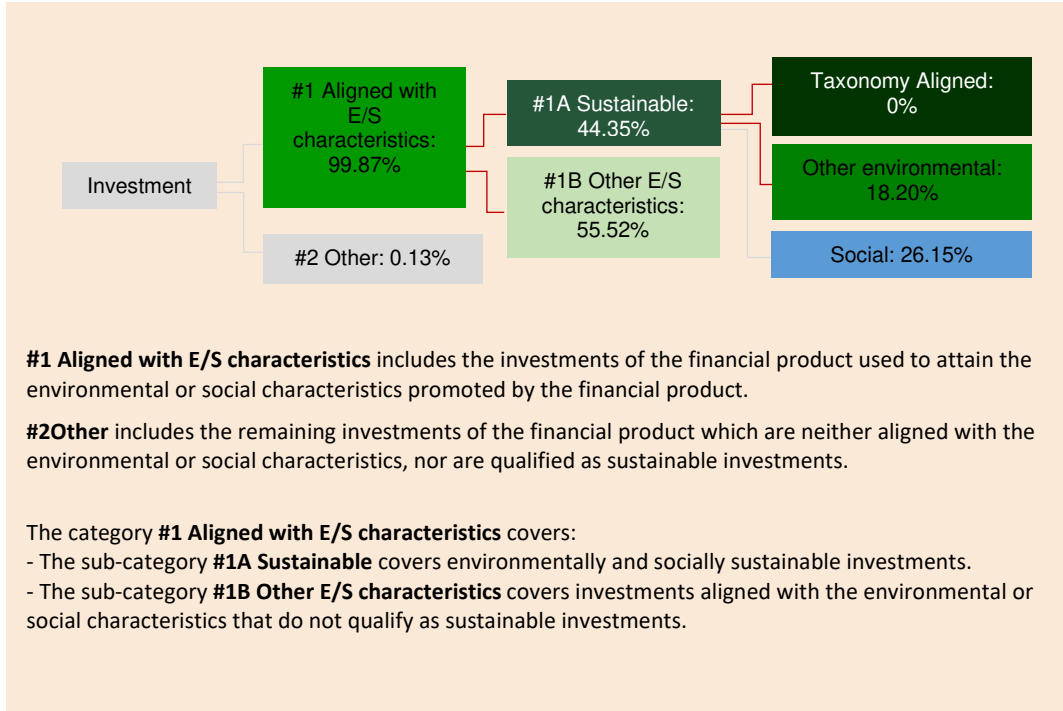 #1 Aligned with
E/S
characteristics:
99.87%
#1A Sustainable:
44.35%
Taxonomy Aligned:
0%
Investment
#1B Other E/S
characteristics:
55.52%
Other environmental:
18.20%
#2 Other: 0.13%
Social: 26.15%
#1 Aligned with E/S characteristics includes the investments of the financial product used to attain the
environmental or social characteristics promoted by the financial product.
#2Other includes the remaining investments of the financial product which are neither aligned with the
environmental or social characteristics, nor are qualified as sustainable investments.
The category #1 Aligned with E/S characteristics covers:
- The sub-category #1A Sustainable covers environmentally and socially sustainable investments.
- The sub-category #1B Other E/S characteristics covers investments aligned with the environmental or
social characteristics that do not qualify as sustainable investments.